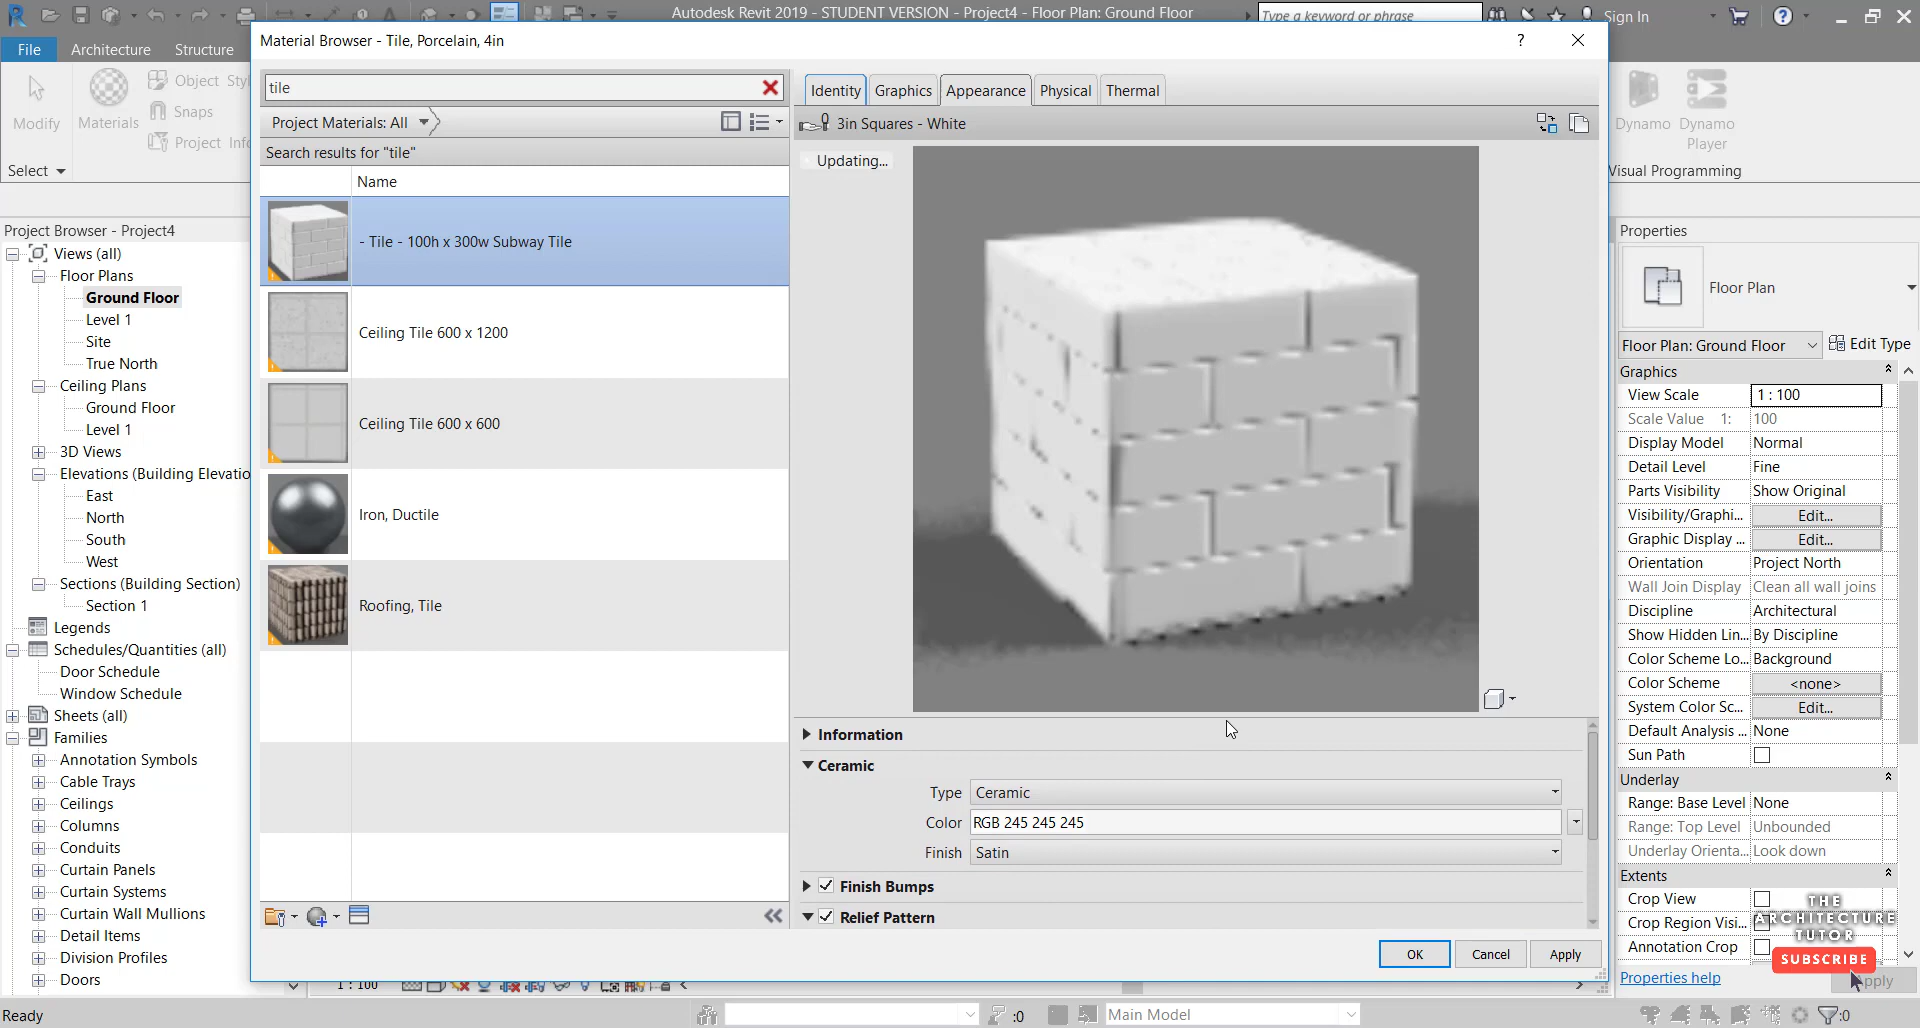 Autodesk Revit 2019 - STUDENT VERSION - Project4 - Floor Plan: Ground Floor
Type a keyword or phrase
Sign In
File
Architecture
Structure
Material Browser - Tile, Porcelain, 4in
?
tile
Project Materials: All
Search results for "tile"
Name
- Tile - 100h x 300w Subway Tile
Ceiling Tile 600 x 1200
Ceiling Tile 600 x 600
Iron, Ductile
Roofing, Tile
Identity
Graphics
Appearance
Physical
Thermal
3in Squares - White
Updating...
Information
Ceramic
Type Ceramic
Color RGB 245 245 245
Finish Satin
Finish Bumps
Relief Pattern
OK
Cancel
Apply
Modify
Materials
Object Styl
Snaps
Project Info
Select
Dynamo
Dynamo
Player
Visual Programming
Project Browser - Project4
Views (all)
Floor Plans
Ground Floor
Level 1
Site
True North
Ceiling Plans
Ground Floor
Level 1
3D Views
Elevations (Building Elevatio
East
North
South
West
Sections (Building Section)
Section 1
Legends
Schedules/Quantities (all)
Door Schedule
Window Schedule
Sheets (all)
Families
Annotation Symbols
Cable Trays
Ceilings
Columns
Conduits
Curtain Panels
Curtain Systems
Curtain Wall Mullions
Detail Items
Division Profiles
Doors
Properties
Floor Plan
Floor Plan: Ground Floor
Edit Type
Graphics
View Scale 1 : 100
Scale Value 1: 100
Display Model Normal
Detail Level Fine
Parts Visibility Show Original
Visibility/Graphi... Edit...
Graphic Display ... Edit...
Orientation Project North
Wall Join Display Clean all wall joins
Discipline Architectural
Show Hidden Lin... By Discipline
Color Scheme Lo... Background
Color Scheme <none>
System Color Sc... Edit...
Default Analysis ... None
Sun Path
Underlay
Range: Base Level None
Range: Top Level Unbounded
Underlay Orienta... Look down
Extents
Crop View
Crop Region Visi...
Annotation Crop
THE
ARCHITECTURE
TUTOR
SUBSCRIBE
Properties help
pply
1 : 100
Ready
:0
Main Model
:0